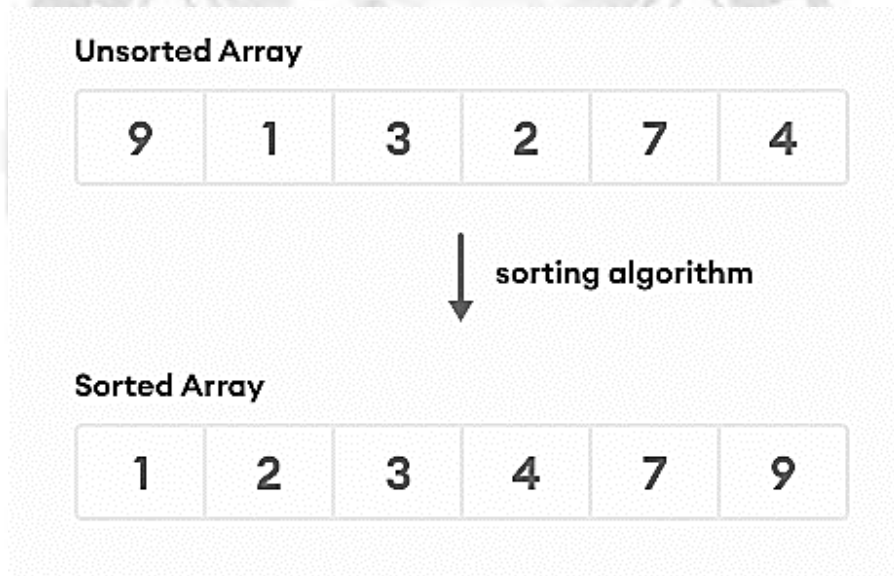 Unsorted Array
9 1 3 2 7 4
sorting algorithm
Sorted Array
1 2 3 4 7 9